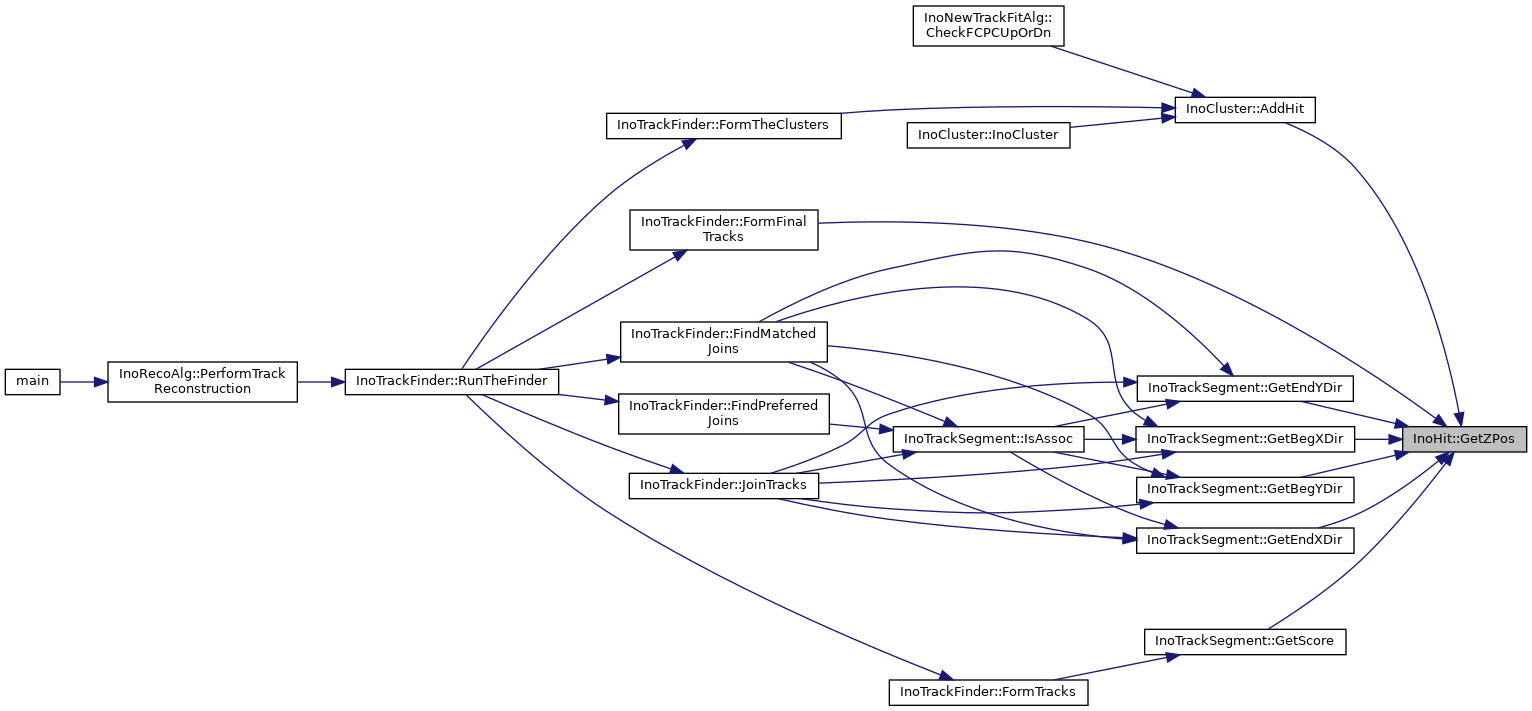 InoNewTrackFitAlg::
CheckFCPCUpOrDn
InoCluster::AddHit
InoTrackFinder::FormTheClusters
InoCluster::InoCluster
InoTrackFinder::FormFinal
Tracks
InoTrackFinder::FindMatched
Joins
main
InoRecoAlg::PerformTrack
Reconstruction
InoTrackFinder::RunTheFinder
InoTrackSegment::GetEndYDir
InoTrackFinder::FindPreferred
Joins
InoTrackSegment::IsAssoc
InoTrackSegment::GetBegXDir
InoHit::GetZPos
InoTrackFinder::JoinTracks
InoTrackSegment::GetBegYDir
InoTrackSegment::GetEndXDir
InoTrackSegment::GetScore
InoTrackFinder::FormTracks